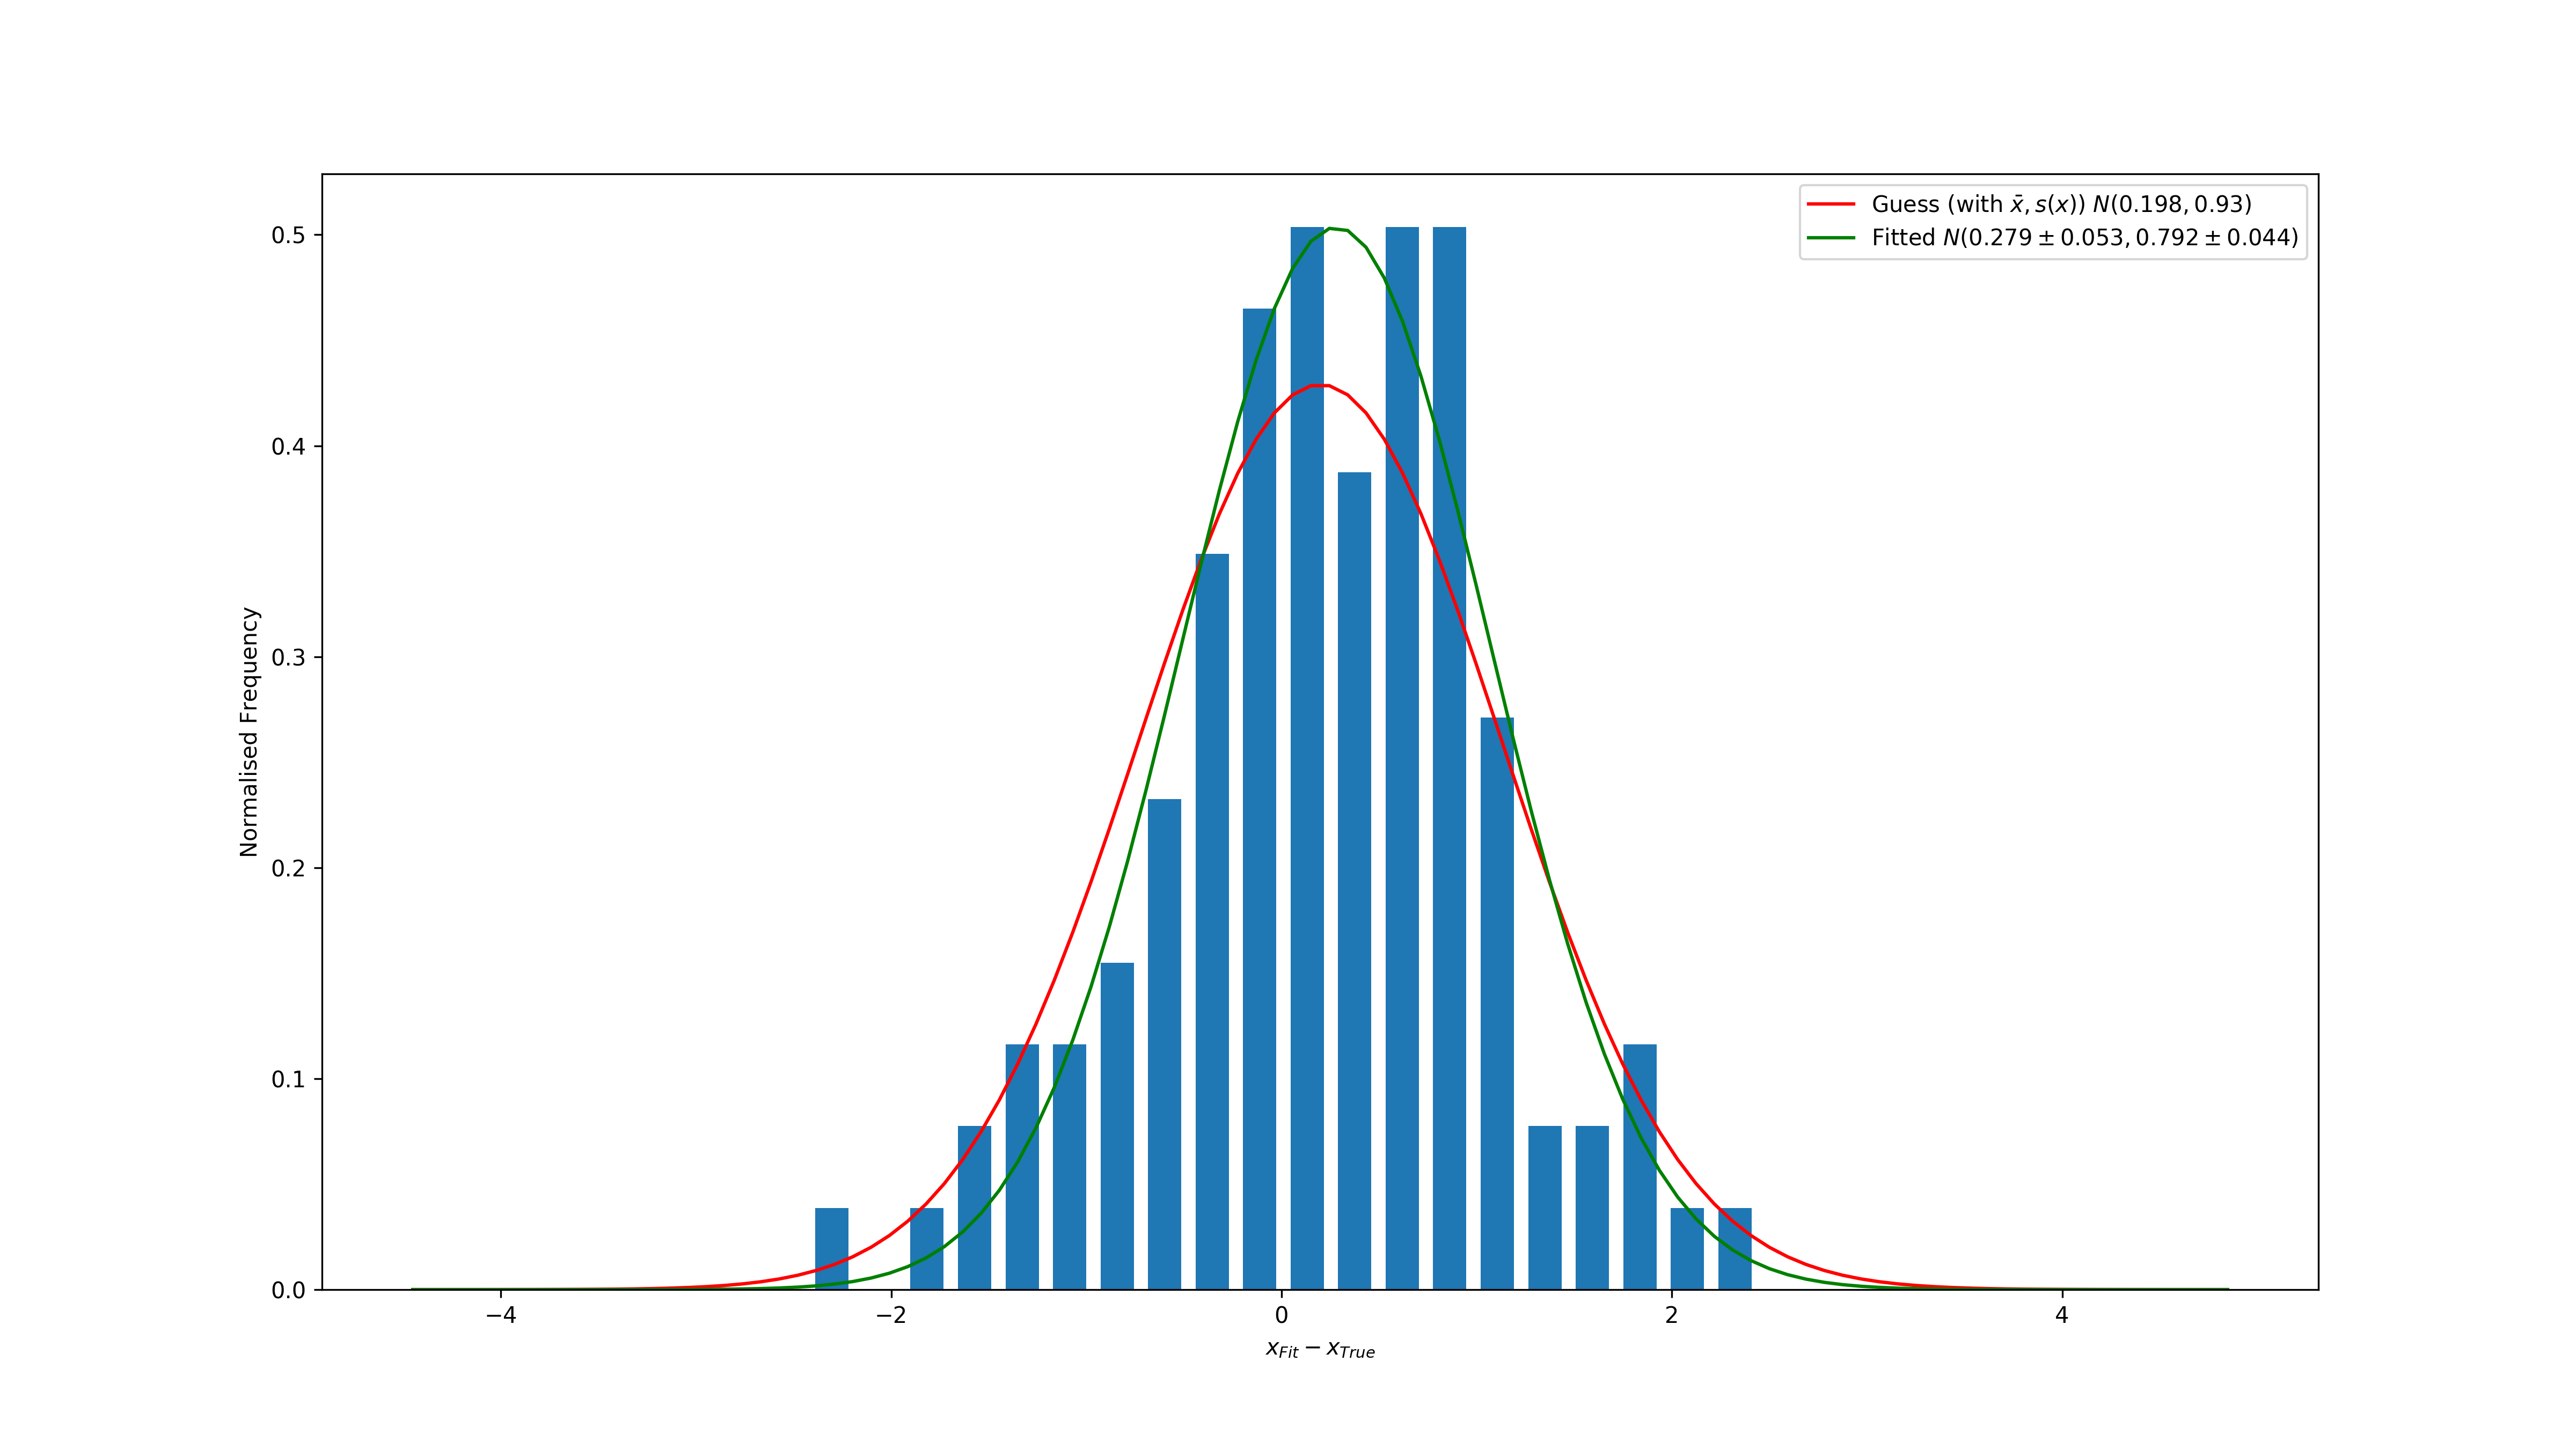 Guess (with x̄, s(x)) N(0.198, 0.93)
Fitted N(0.279 ± 0.053, 0.792 ± 0.044)
0.5
0.4
0.3
0.2
0.1
0.0
Normalised Frequency
−4
−2
0
2
4
x_Fit − x_True